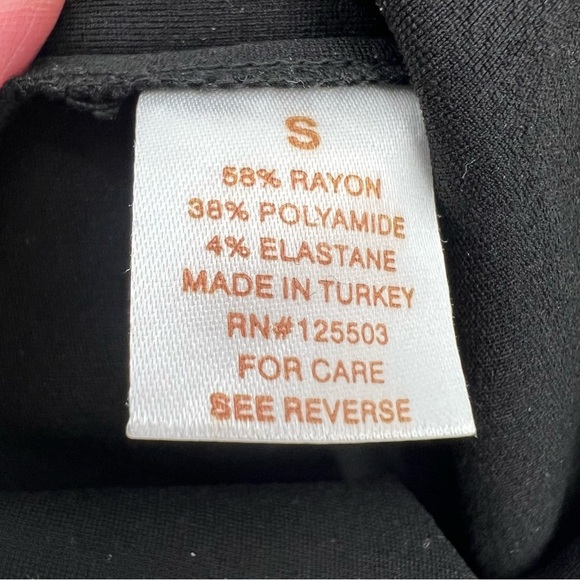 S
58% RAYON
38% POLYAMIDE
4% ELASTANE
MADE IN TURKEY
RN#125503
FOR CARE
SEE REVERSE